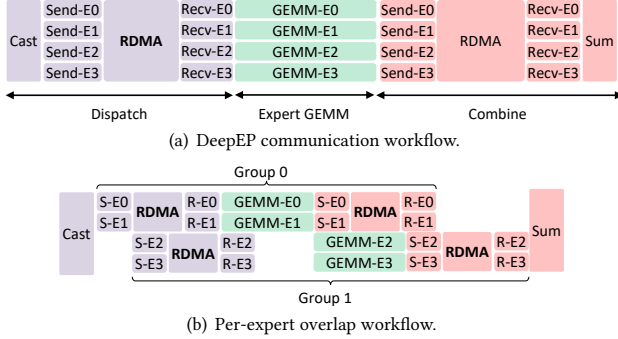 Cast Send-E0 RDMA Recv-E0 GEMM-E0 Send-E0 RDMA Recv-E0 Sum
Send-E1 Recv-E1 GEMM-E1 Send-E1 Recv-E1
Send-E2 Recv-E2 GEMM-E2 Send-E2 Recv-E2
Send-E3 Recv-E3 GEMM-E3 Send-E3 Recv-E3
Dispatch Expert GEMM Combine
(a) DeepEP communication workflow.
Group 0
Cast S-E0 RDMA R-E0 GEMM-E0 S-E0 RDMA R-E0 Sum
S-E1 R-E1 GEMM-E1 S-E1 R-E1
S-E2 RDMA R-E2 GEMM-E2 S-E2 RDMA R-E2
S-E3 R-E3 GEMM-E3 S-E3 R-E3
Group 1
(b) Per-expert overlap workflow.